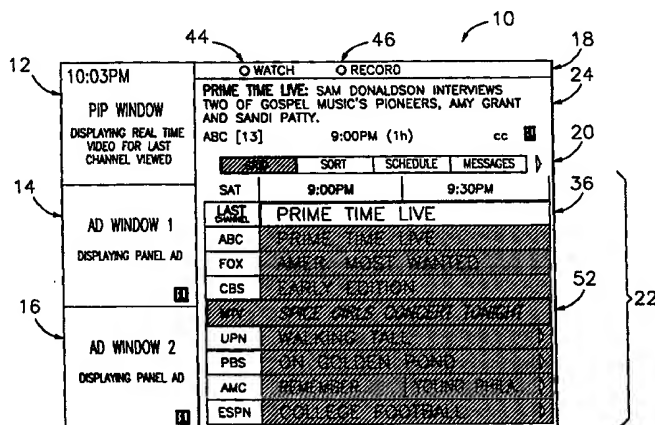 44 46 10
12 18
10:03PM WATCH RECORD
24
PRIME TIME LIVE: SAM DONALDSON INTERVIEWS
TWO OF GOSPEL MUSIC'S PIONEERS, AMY GRANT
AND SANDI PATTY.
ABC [13] 9:00PM (1h) cc
PIP WINDOW
DISPLAYING REAL TIME
VIDEO FOR LAST
CHANNEL VIEWED
20
GRID SORT SCHEDULE MESSAGES
14
SAT 9:00PM 9:30PM
36
LAST CHANNEL PRIME TIME LIVE
AD WINDOW 1
DISPLAYING PANEL AD
ABC PRIME TIME LIVE
FOX AMER. MOST WANTED
CBS EARLY EDITION
52
22
16
MTV SPICE GIRLS CONCERT TONIGHT
AD WINDOW 2
DISPLAYING PANEL AD
UPN WALKING TALL
PBS ON GOLDEN POND
AMC REMEMBER YOUNG PHILA.
ESPN COLLEGE FOOTBALL